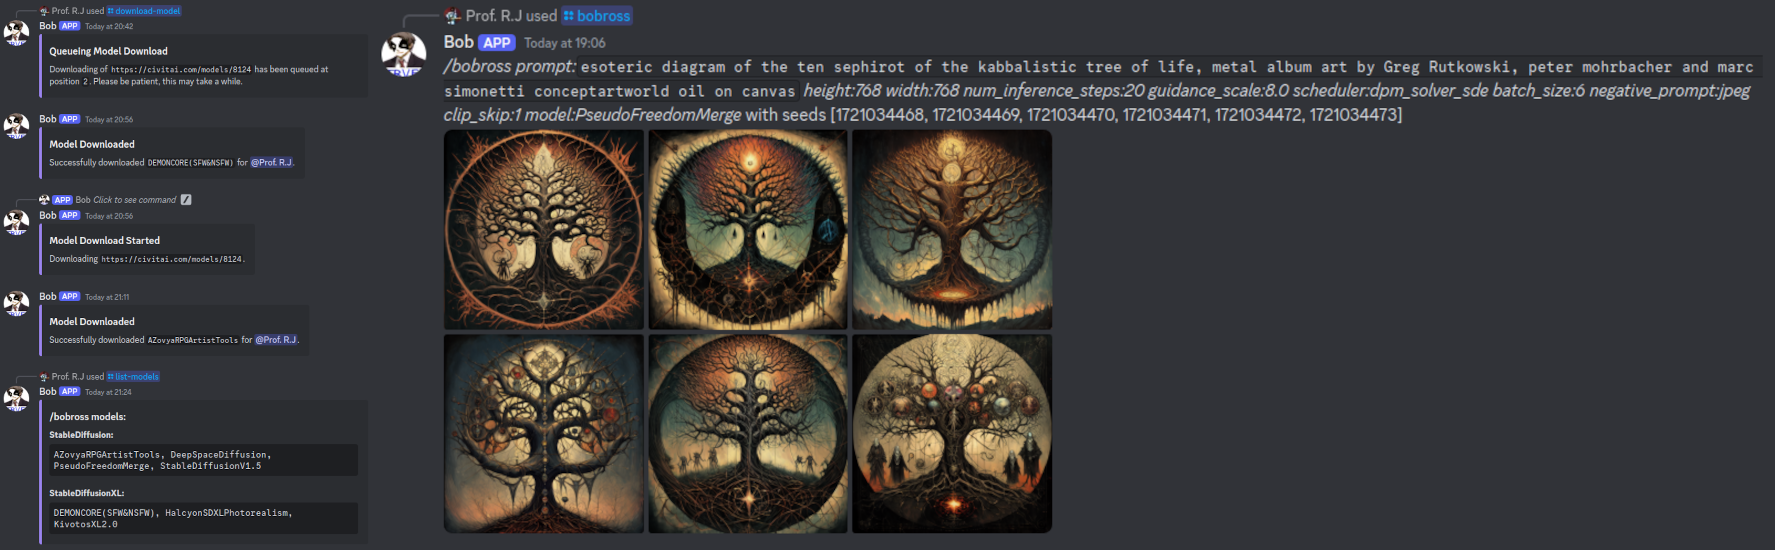 Prof. R.J used download-model
Bob APP Today at 20:42
Queueing Model Download
Downloading of https://civitai.com/models/8124 has been queued at
position 2. Please be patient, this may take a while.
Bob APP Today at 20:56
Model Downloaded
Successfully downloaded DEMONCORE(SFW&NSFW) for @Prof. R.J.
APP Bob Click to see command
Bob APP Today at 20:56
Model Download Started
Downloading https://civitai.com/models/8124.
Bob APP Today at 21:11
Model Downloaded
Successfully downloaded AZovyaRPGArtistTools for @Prof. R.J.
Prof. R.J used list-models
Bob APP Today at 21:24
/bobross models:
StableDiffusion:
AZovyaRPGArtistTools, DeepSpaceDiffusion,
PseudoFreedomMerge, StableDiffusionV1.5
StableDiffusionXL:
DEMONCORE(SFW&NSFW), HalcyonSDXLPhotorealism,
KivotosXL2.0
Prof. R.J used bobross
Bob APP Today at 19:06
/bobross prompt: esoteric diagram of the ten sephirot of the kabbalistic tree of life, metal album art by Greg Rutkowski, peter mohrbacher and marc
simonetti conceptartworld oil on canvas height:768 width:768 num_inference_steps:20 guidance_scale:8.0 scheduler:dpm_solver_sde batch_size:6 negative_prompt:jpeg
clip_skip:1 model:PseudoFreedomMerge with seeds [1721034468, 1721034469, 1721034470, 1721034471, 1721034472, 1721034473]